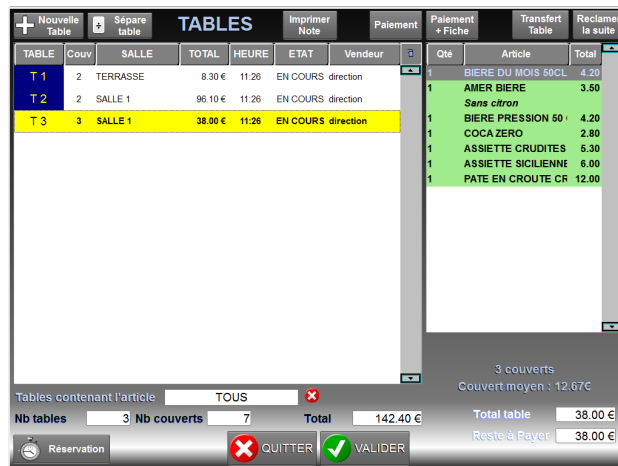 Nouvelle Table
Sépare table
TABLES
Imprimer Note
Paiement
Paiement + Fiche
Transfert Table
Reclamer la suite
TABLE Couv SALLE TOTAL HEURE ETAT Vendeur
T 1 2 TERRASSE 8.30 € 11:26 EN COURS direction
T 2 2 SALLE 1 96.10 € 11:26 EN COURS direction
T 3 3 SALLE 1 38.00 € 11:26 EN COURS direction
Qté Article Total
1 BIERE DU MOIS 50CL 4.20
1 AMER BIERE 3.50
Sans citron
1 BIERE PRESSION 50 4.20
1 COCA ZERO 2.80
1 ASSIETTE CRUDITES 5.30
1 ASSIETTE SICILIENNE 6.00
1 PATE EN CROUTE CR 12.00
3 couverts
Couvert moyen : 12.67€
Tables contenant l'article TOUS
Nb tables 3 Nb couverts 7 Total 142.40 €
Total table 38.00 €
Reste à Payer 38.00 €
Réservation
QUITTER
VALIDER